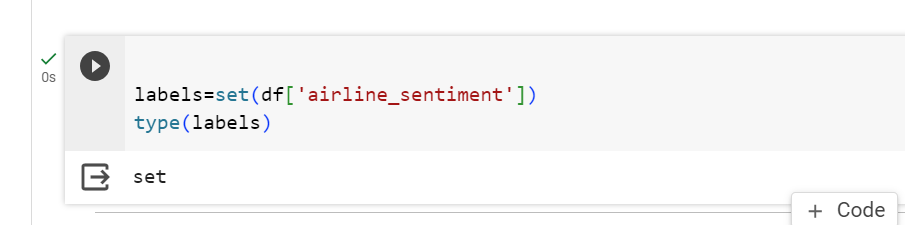 0s
labels=set(df['airline_sentiment'])
type(labels)
set
+ Code